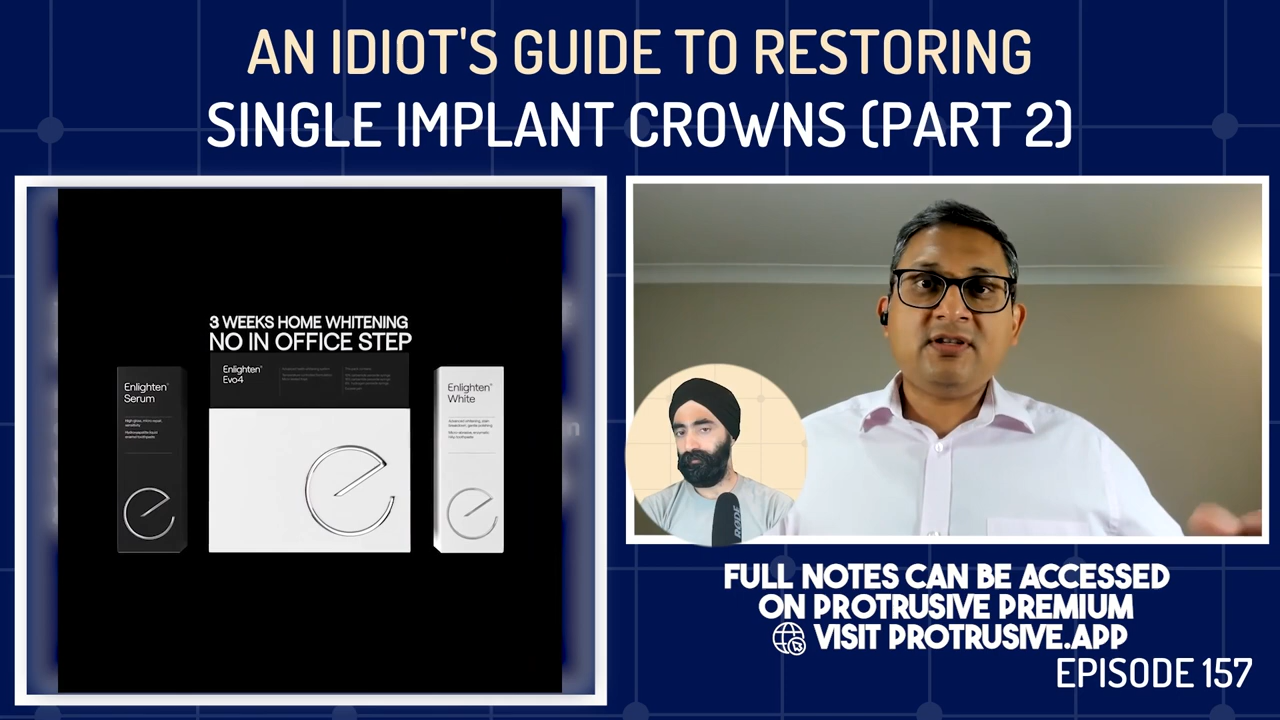 AN IDIOT'S GUIDE TO RESTORING
SINGLE IMPLANT CROWNS (PART 2)
3 WEEKS HOME WHITENING
NO IN OFFICE STEP
Enlighten®
Serum
Enlighten®
Evo4
Enlighten®
White
RODE
FULL NOTES CAN BE ACCESSED
ON PROTRUSIVE PREMIUM
VISIT PROTRUSIVE.APP
EPISODE 157